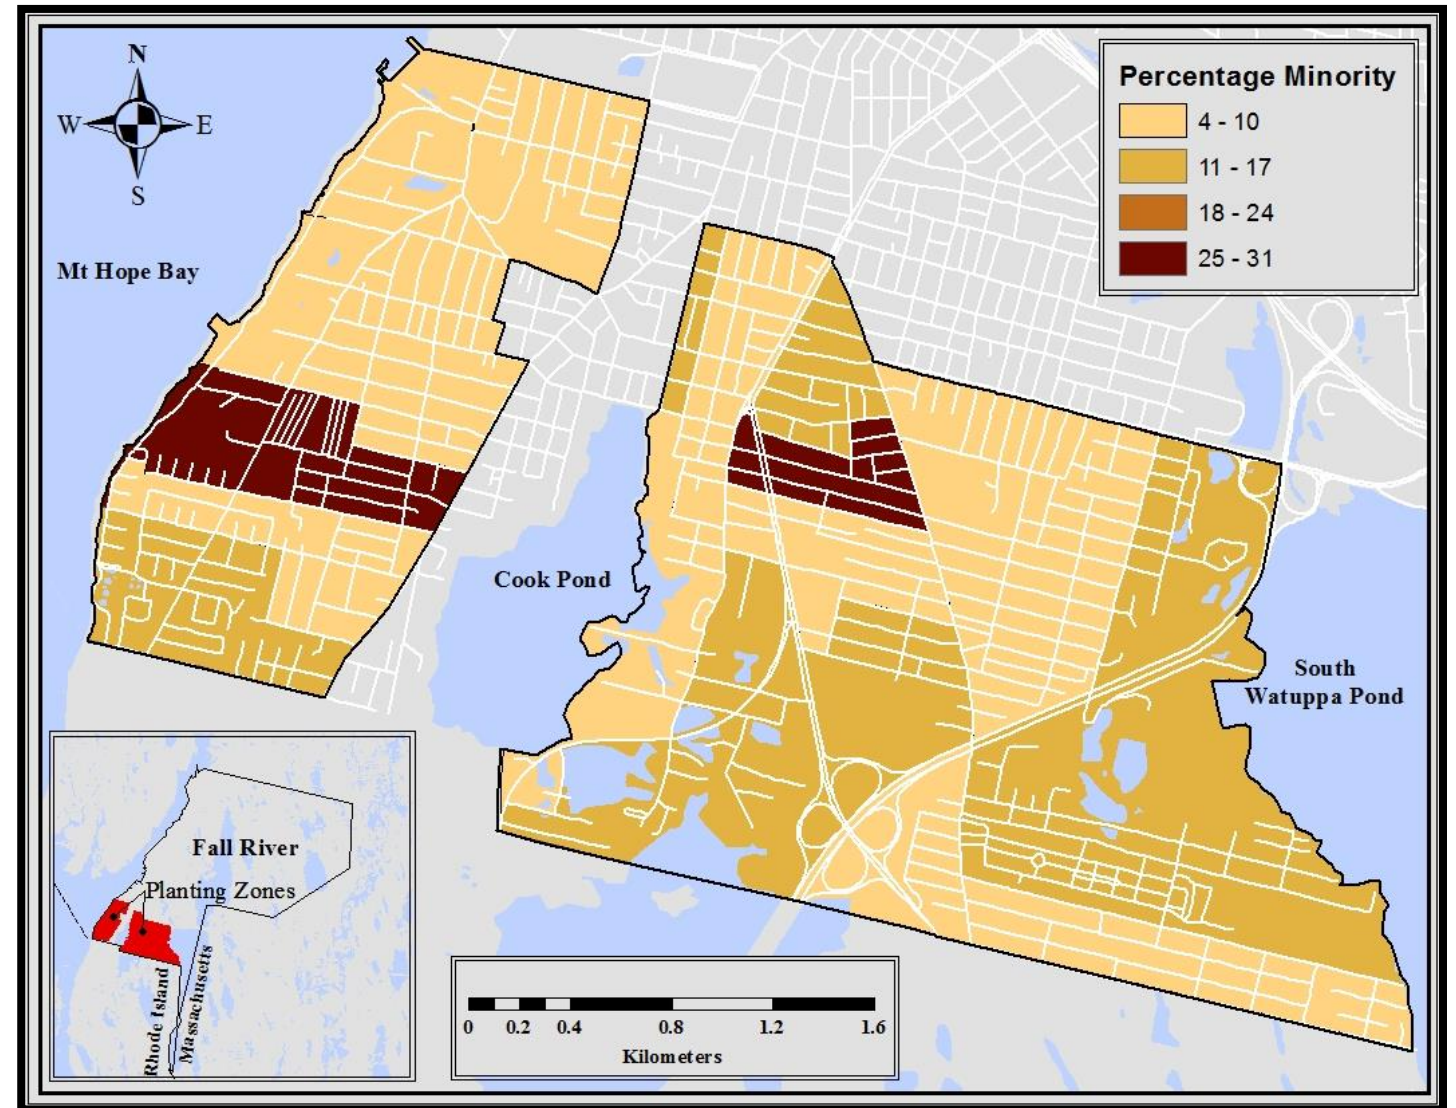 N
W E
S
Mt Hope Bay
Percentage Minority
4 - 10
11 - 17
18 - 24
25 - 31
Cook Pond
South
Watuppa Pond
Fall River
Planting Zones
Rhode Island
Massachusetts
0 0.2 0.4 0.8 1.2 1.6
Kilometers